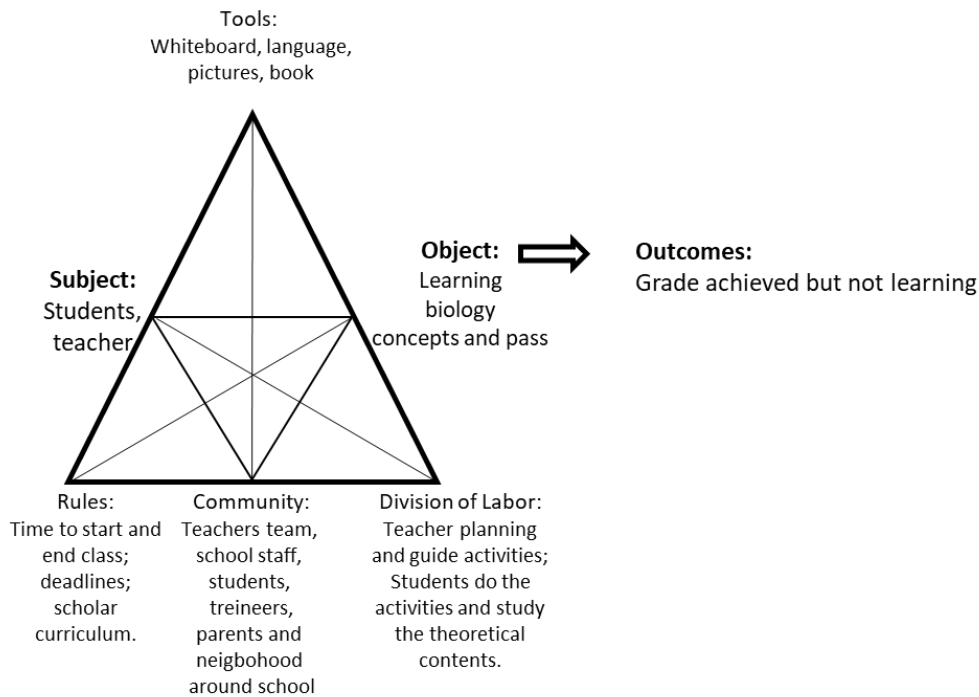 Tools:
Whiteboard, language,
pictures, book
Subject:
Students,
teacher
Object:
Learning
biology
concepts and pass
Outcomes:
Grade achieved but not learning
Rules:
Time to start and
end class;
deadlines;
scholar
curriculum.
Community:
Teachers team,
school staff,
students,
treineers,
parents and
neigbohood
around school
Division of Labor:
Teacher planning
and guide activities;
Students do the
activities and study
the theoretical
contents.